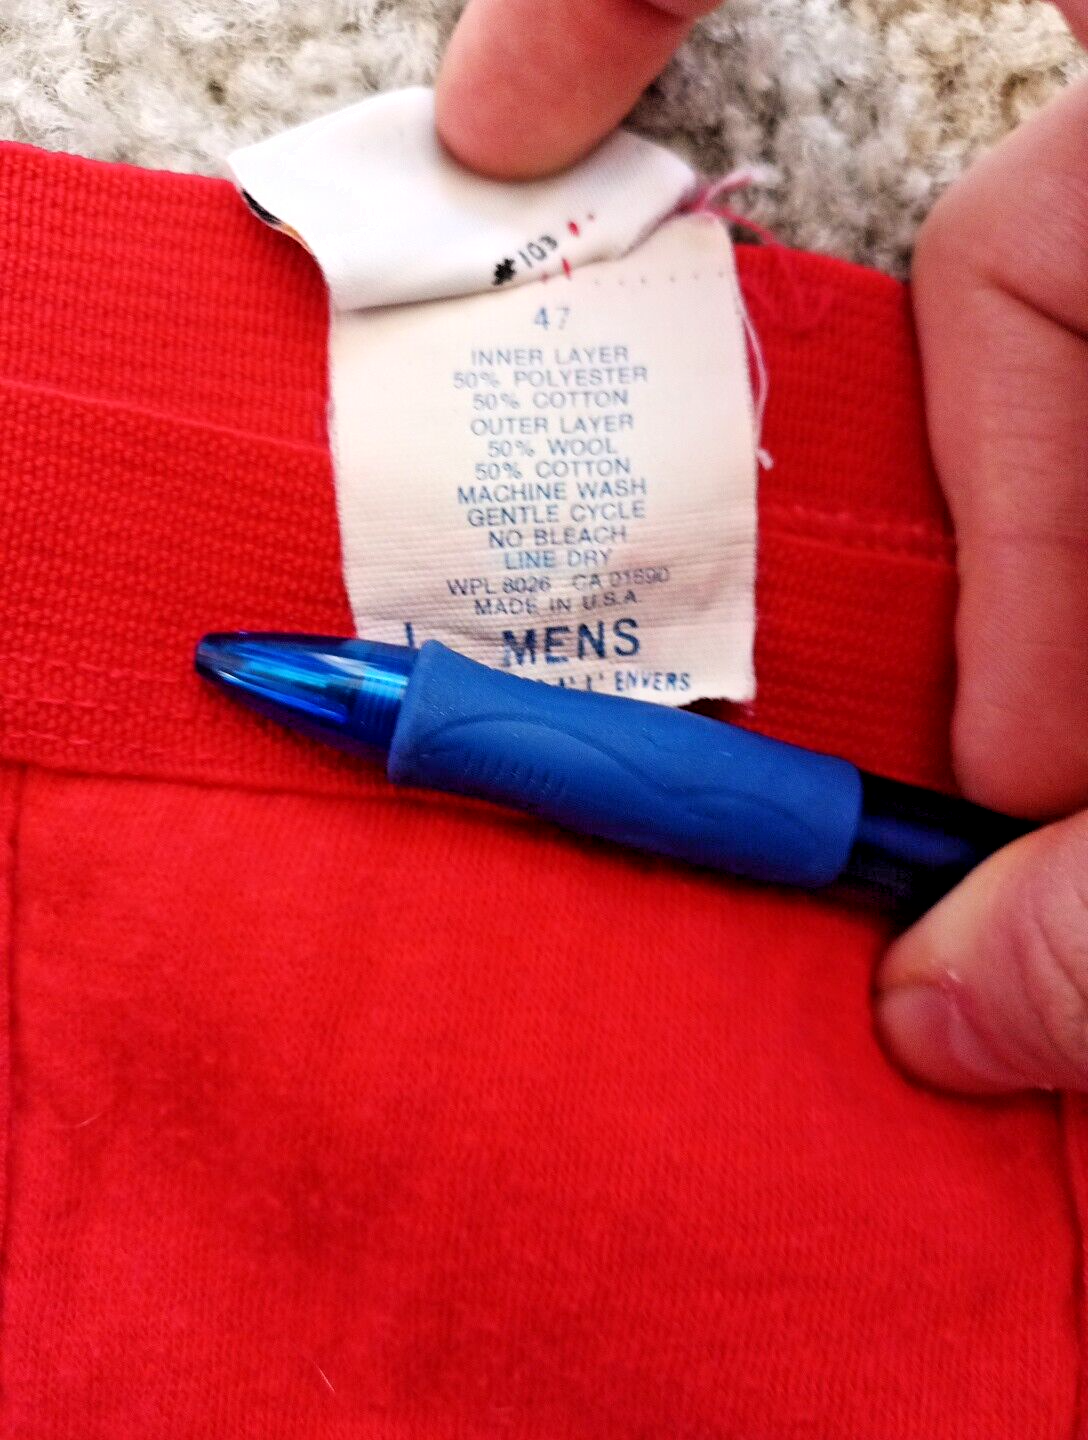 #103
47
INNER LAYER
50% POLYESTER
50% COTTON
OUTER LAYER
50% WOOL
50% COTTON
MACHINE WASH
GENTLE CYCLE
NO BLEACH
LINE DRY
WPL 8026 CA 01690
MADE IN U.S.A.
MENS
ENVERS